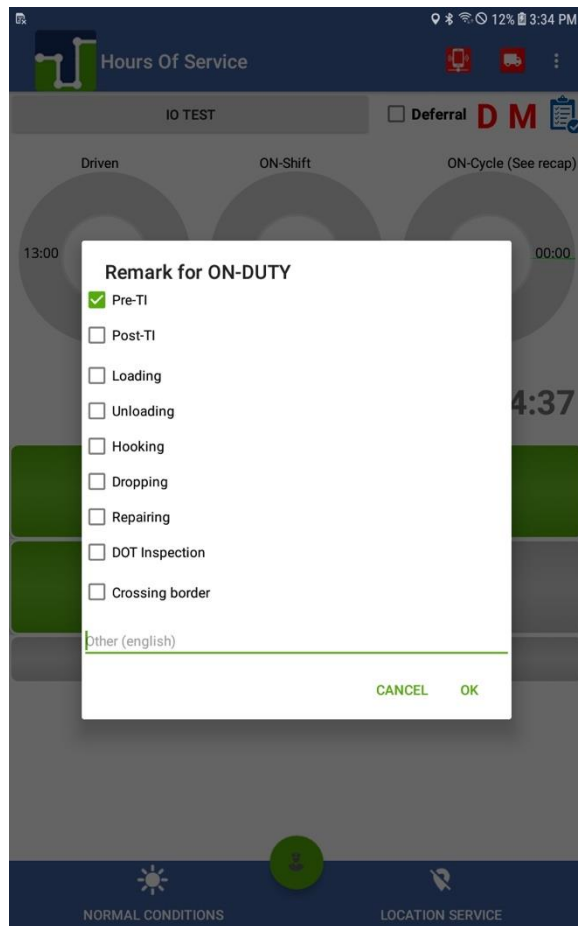 12% 3:34 PM
Hours Of Service
IO TEST
Deferral D M
Driven ON-Shift ON-Cycle (See recap)
13:00 00:00
Remark for ON-DUTY
Pre-TI
Post-TI
Loading
Unloading
4:37
Hooking
Dropping
Repairing
DOT Inspection
Crossing border
Other (english)
CANCEL OK
NORMAL CONDITIONS LOCATION SERVICE